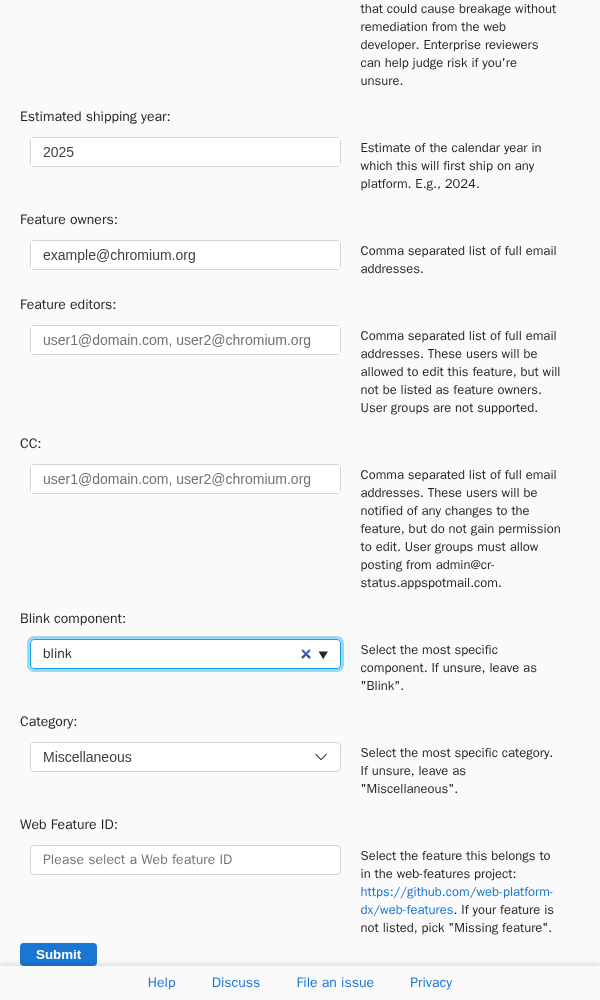 that could cause breakage without
remediation from the web
developer. Enterprise reviewers
can help judge risk if you're
unsure.
Estimated shipping year:
2025
Estimate of the calendar year in
which this will first ship on any
platform. E.g., 2024.
Feature owners:
example@chromium.org
Comma separated list of full email
addresses.
Feature editors:
user1@domain.com, user2@chromium.org
Comma separated list of full email
addresses. These users will be
allowed to edit this feature, but will
not be listed as feature owners.
User groups are not supported.
CC:
user1@domain.com, user2@chromium.org
Comma separated list of full email
addresses. These users will be
notified of any changes to the
feature, but do not gain permission
to edit. User groups must allow
posting from admin@cr-
status.appspotmail.com.
Blink component:
blink
Select the most specific
component. If unsure, leave as
"Blink".
Category:
Miscellaneous
Select the most specific category.
If unsure, leave as
"Miscellaneous".
Web Feature ID:
Please select a Web feature ID
Select the feature this belongs to
in the web-features project:
https://github.com/web-platform-
dx/web-features. If your feature is
not listed, pick "Missing feature".
Submit
Help Discuss File an issue Privacy